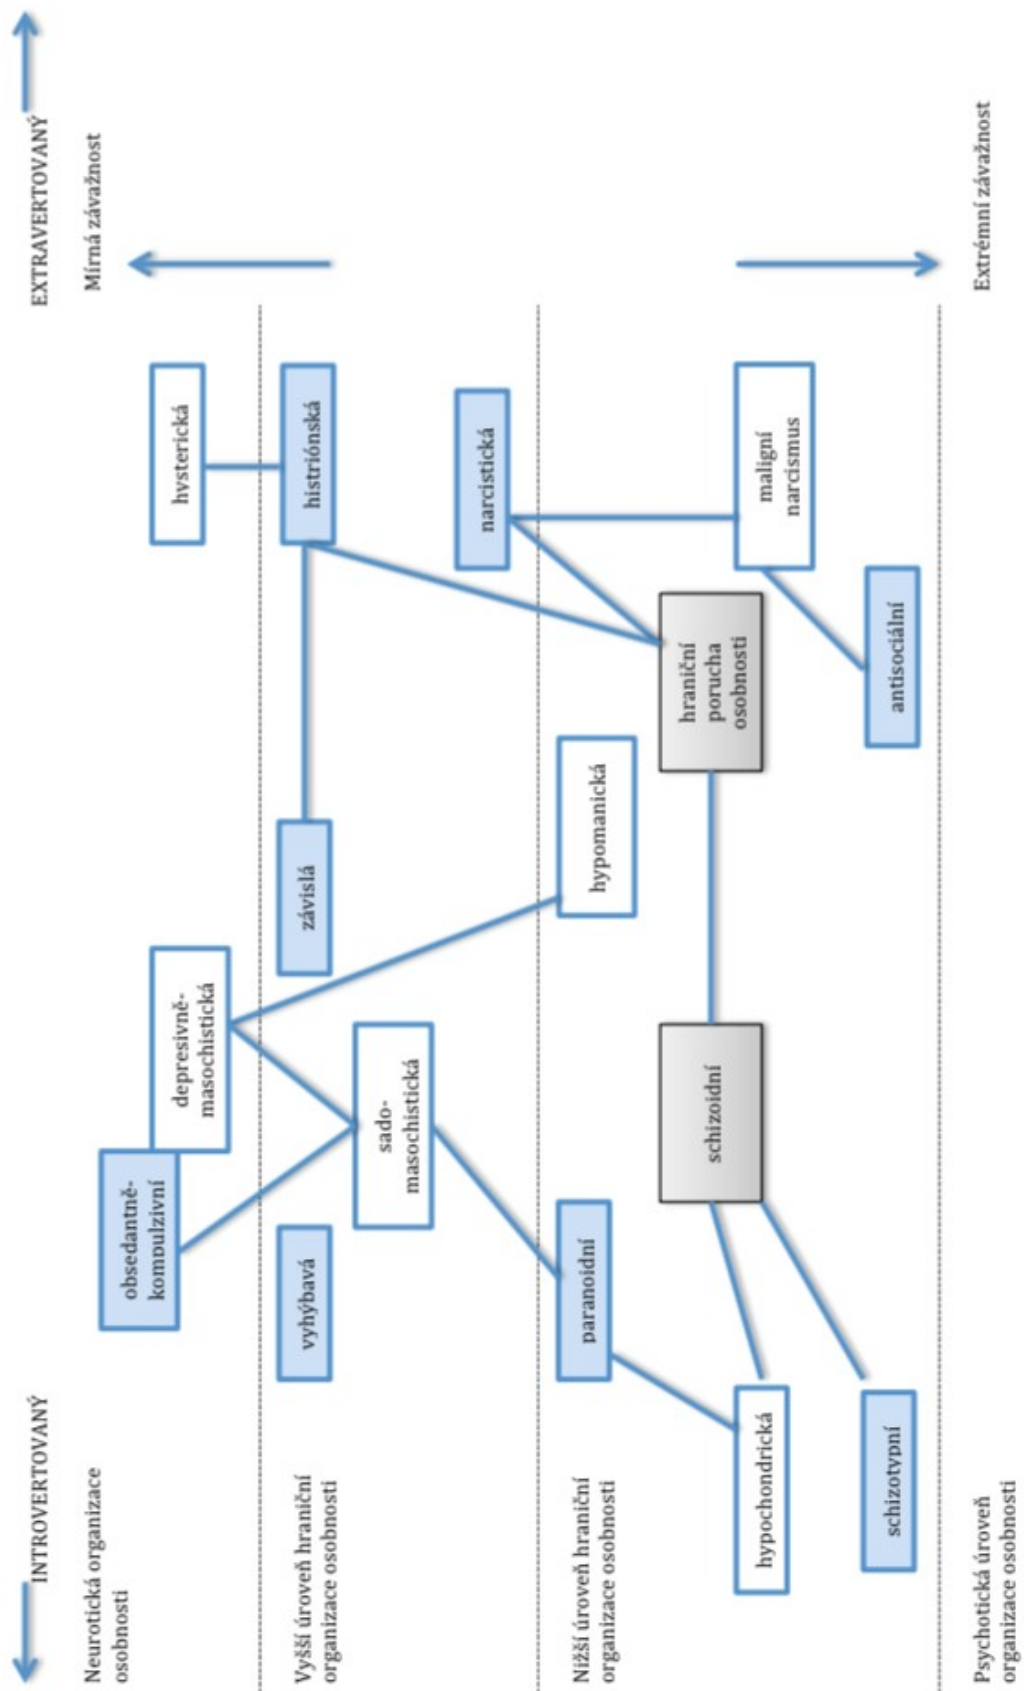 INTROVERTOVANÝ
EXTRAVERTOVANÝ
Neurotická organizace
osobnosti
Mírná závažnost
obsedantně-
kompulzivní
depresivně-
masochistická
hysterická
Vyšší úroveň hraniční
organizace osobnosti
vyhýbavá
závislá
histriónská
sado-
masochistická
narcistická
Nižší úroveň hraniční
organizace osobnosti
paranoidní
hypomanická
schizoidní
hraniční
porucha
osobnosti
hypochondrická
maligní
narcismus
schizotypní
antisociální
Psychotická úroveň
organizace osobnosti
Extrémní závažnost